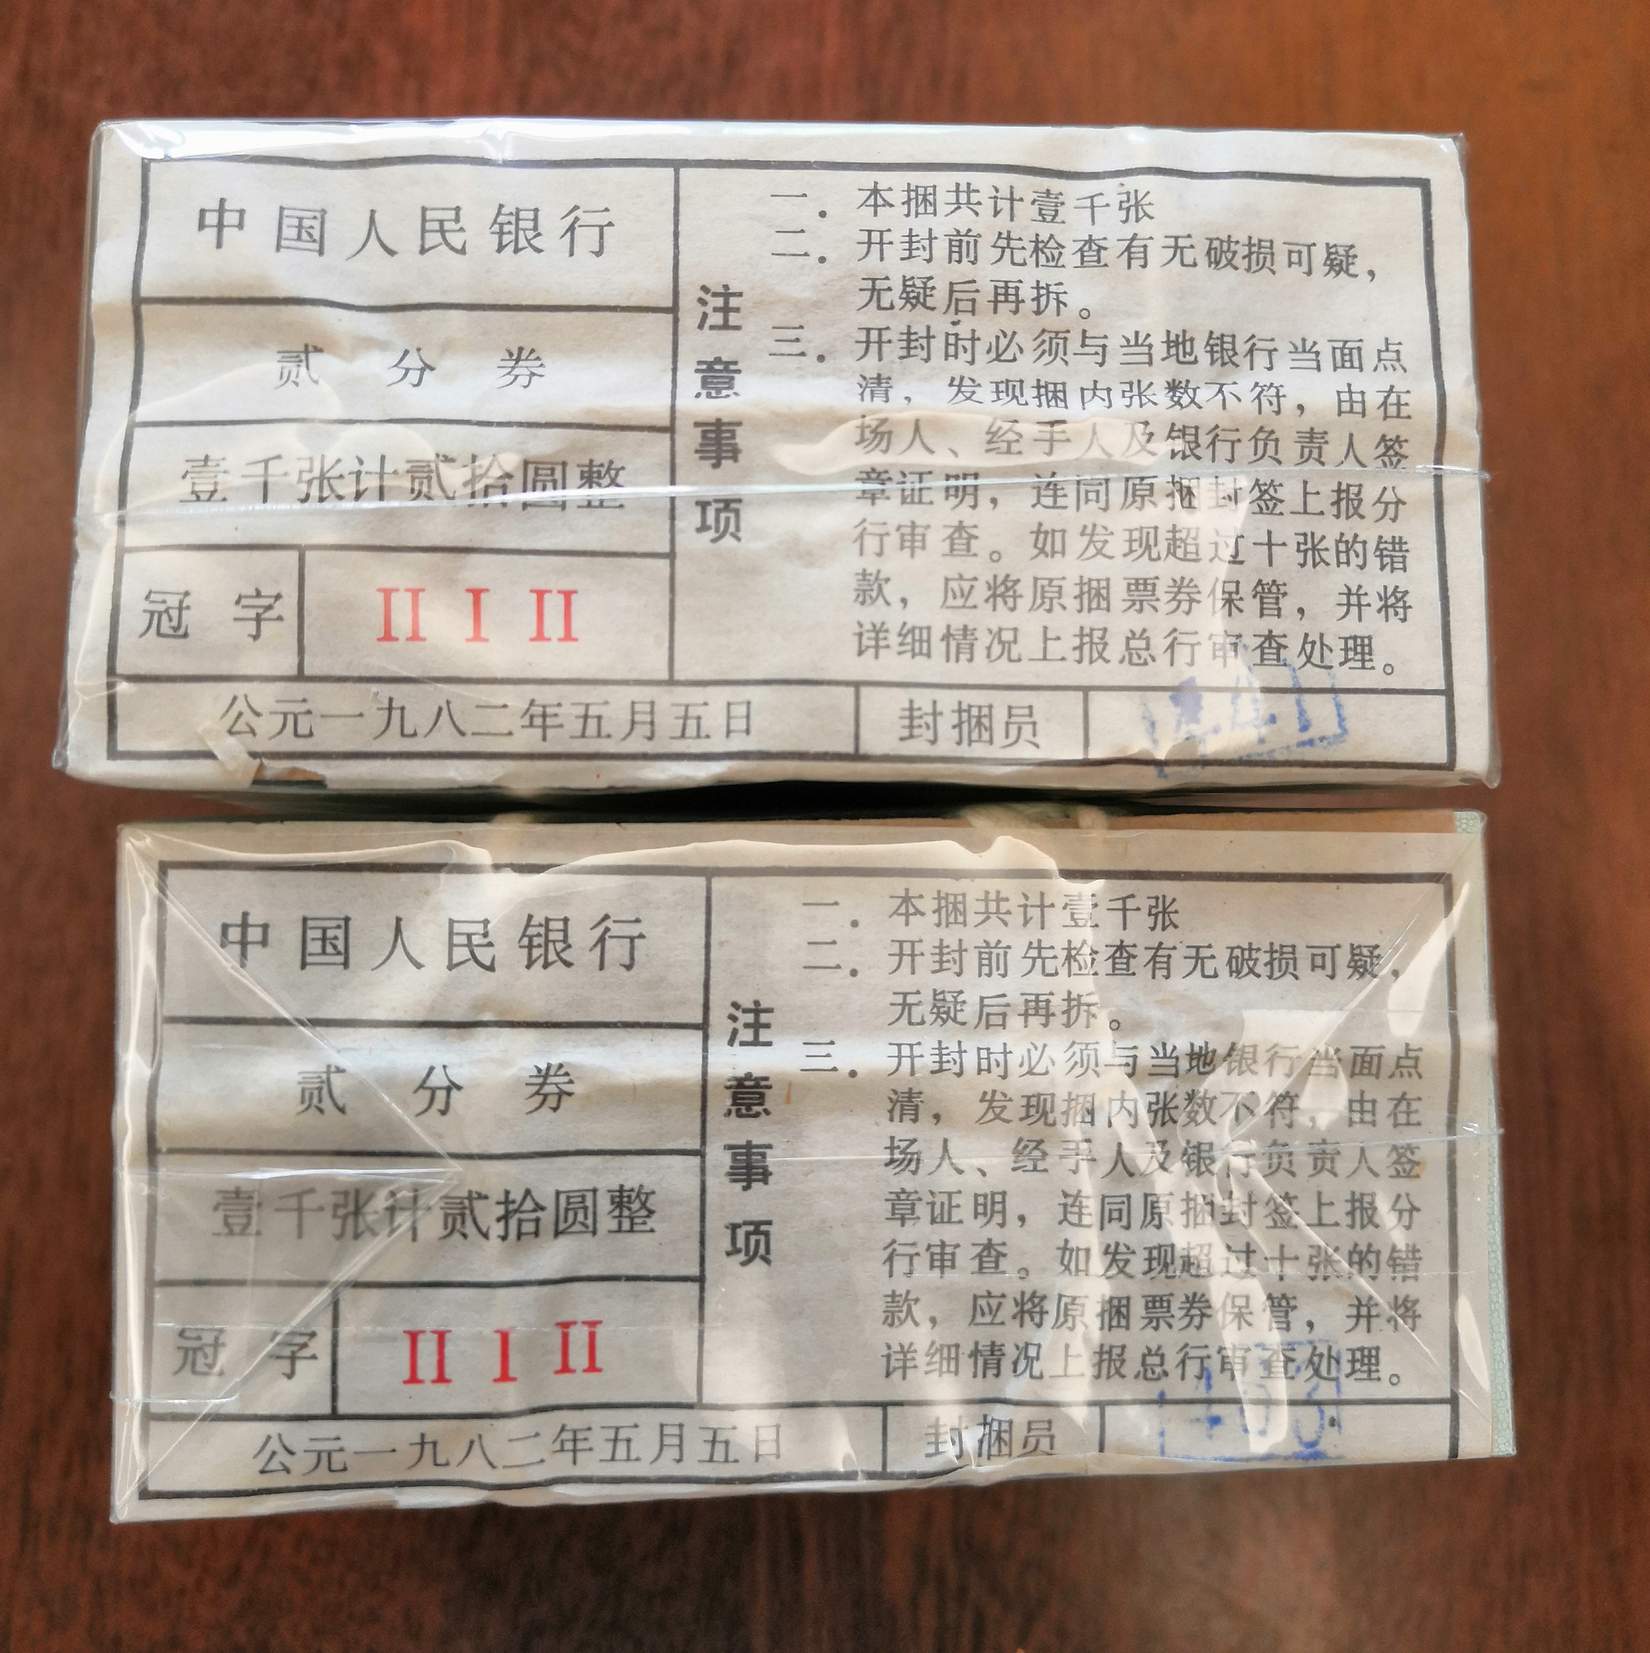 中国人民银行
贰分券
壹千张计贰拾圆整
冠字 II I II
注意事项
一．本捆共计壹千张
二．开封前先检查有无破损可疑，
无疑后再拆。
三．开封时必须与当地银行当面点
清，发现捆内张数不符，由在
场人、经手人及银行负责人签
章证明，连同原捆封签上报分
行审查。如发现超过十张的错
款，应将原捆票券保管，并将
详细情况上报总行审查处理。
公元一九八二年五月五日 封捆员
中国人民银行
贰分券
壹千张计贰拾圆整
冠字 II I II
注意事项
一．本捆共计壹千张
二．开封前先检查有无破损可疑，
无疑后再拆。
三．开封时必须与当地银行当面点
清，发现捆内张数不符，由在
场人、经手人及银行负责人签
章证明，连同原捆封签上报分
行审查。如发现超过十张的错
款，应将原捆票券保管，并将
详细情况上报总行审查处理。
公元一九八二年五月五日 封捆员